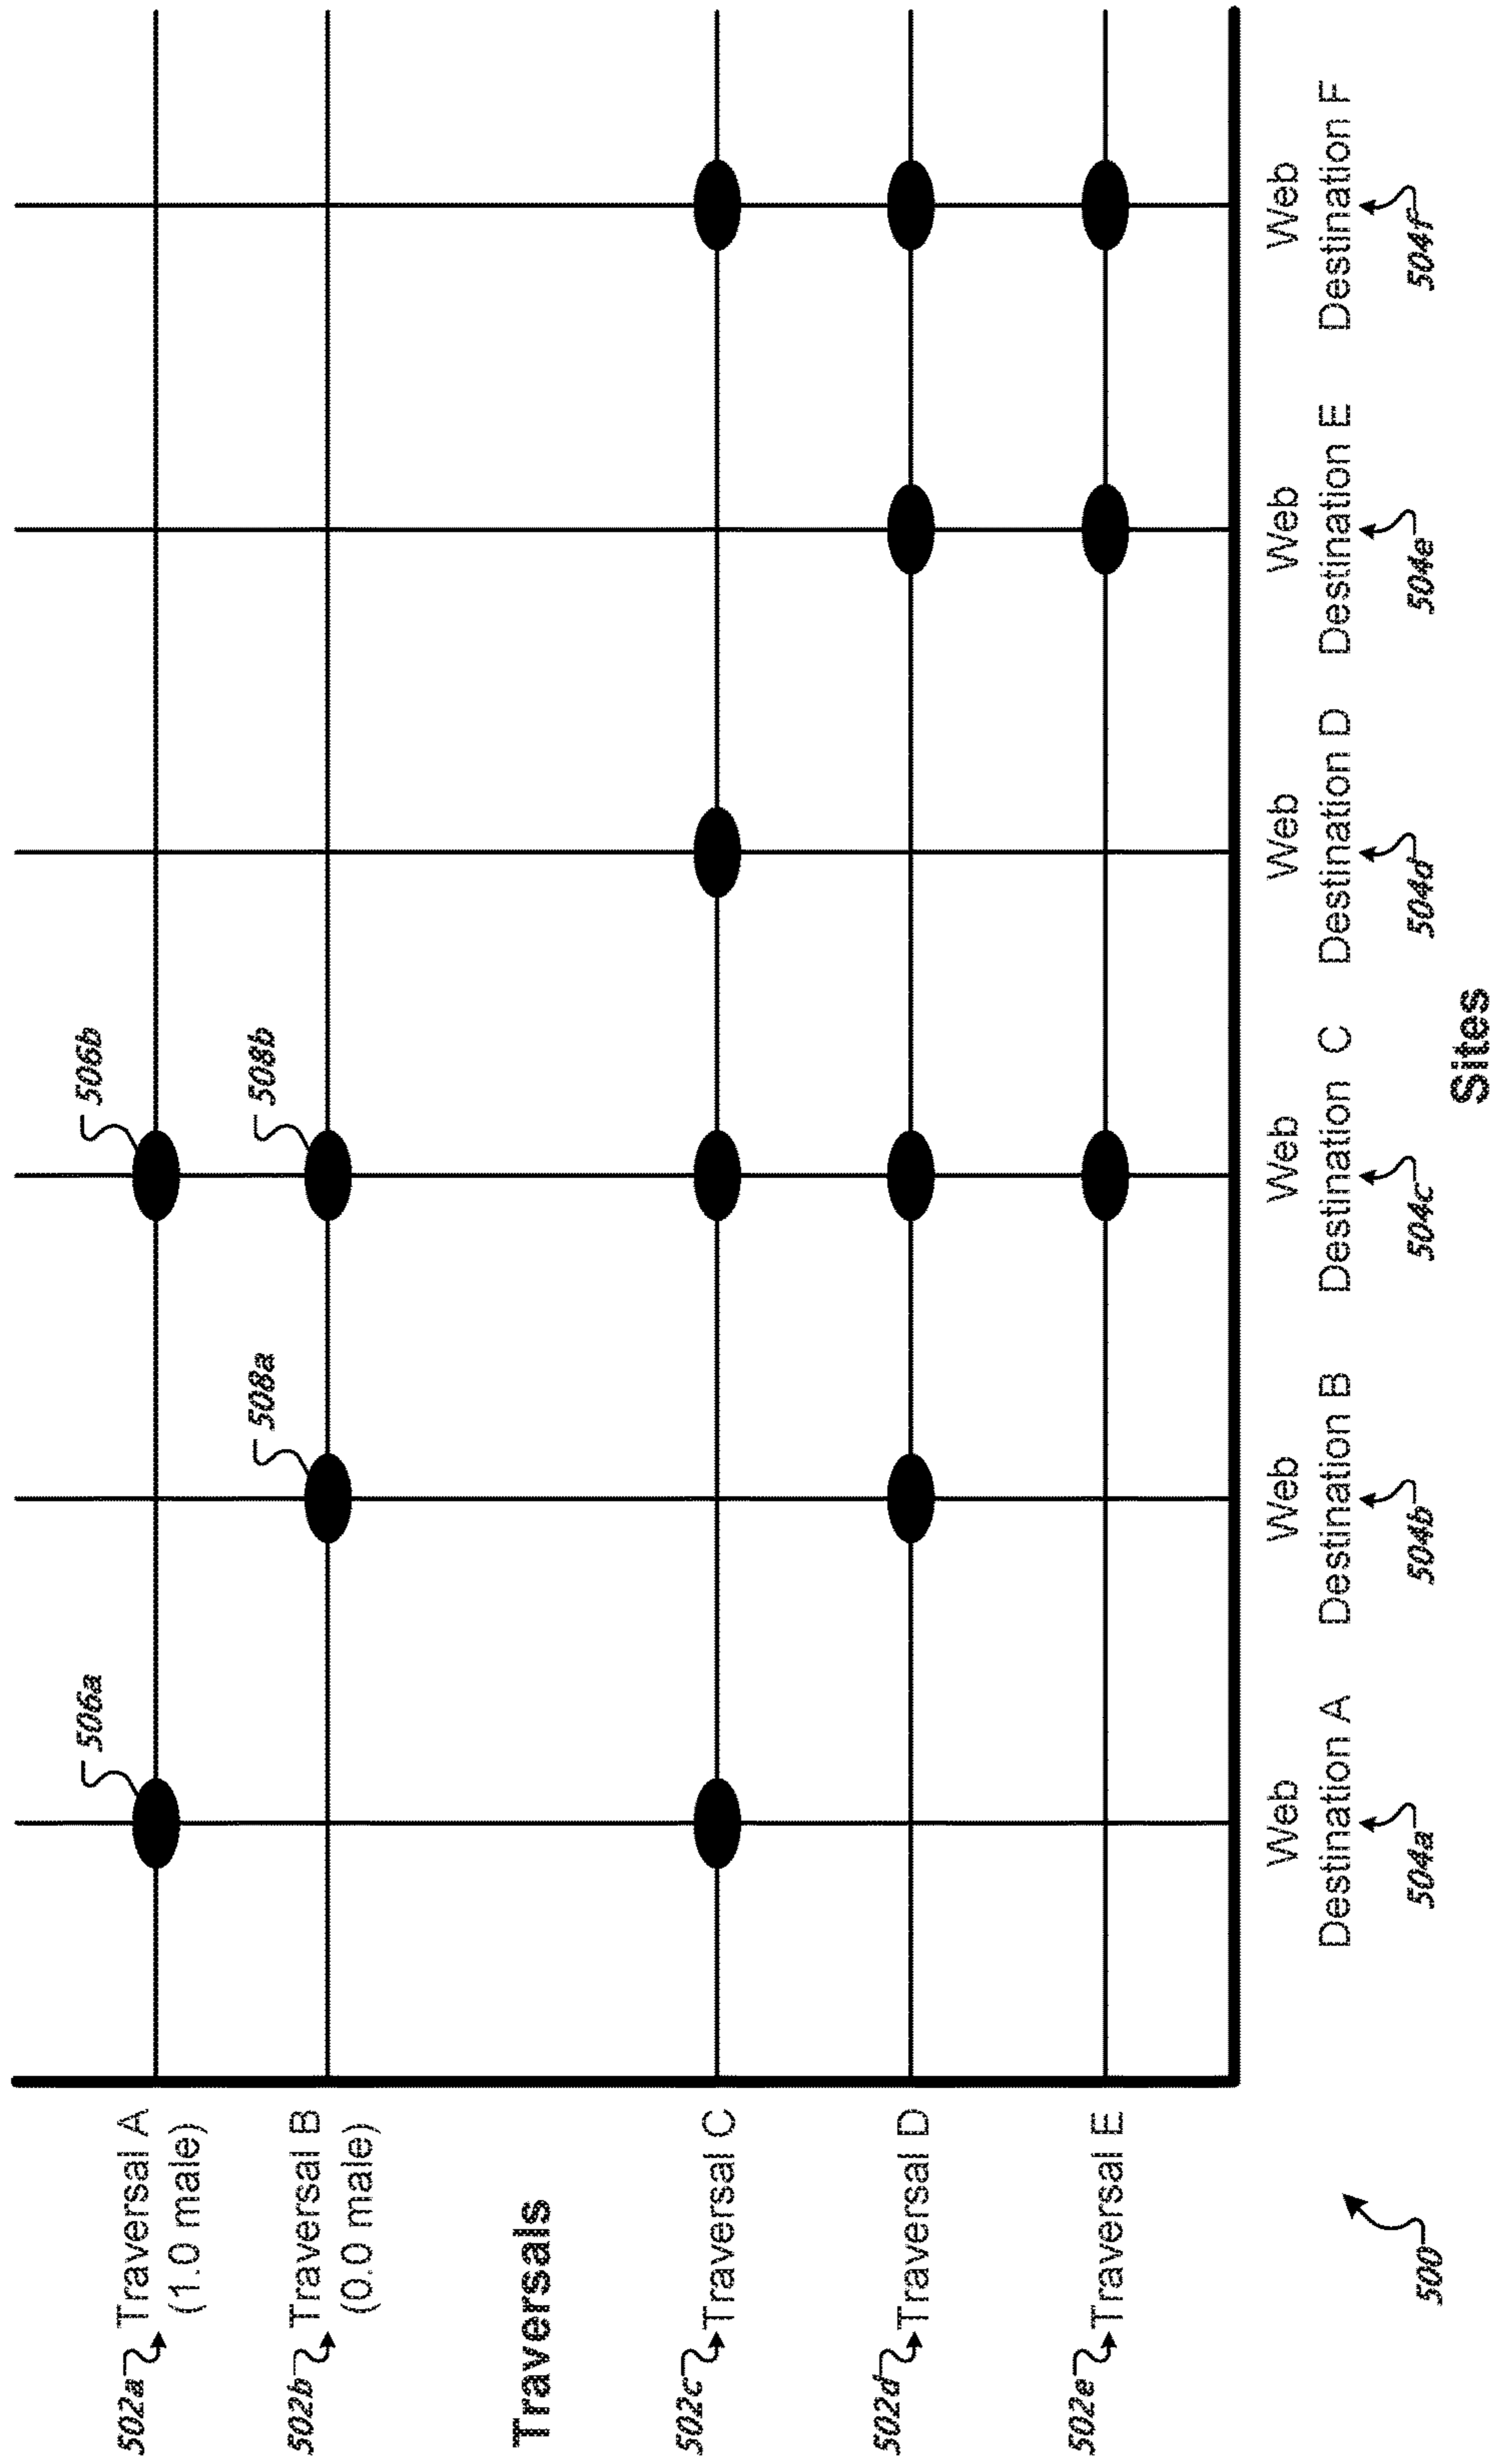 506a
506b
502a
Traversal A
(1.0 male)
508a
508b
502b
Traversal B
(0.0 male)
Traversals
502c
Traversal C
502d
Traversal D
502e
Traversal E
Web
Destination A
504a
Web
Destination B
504b
Web
Destination C
504c
Web
Destination D
504d
Web
Destination E
504e
Web
Destination F
504f
Sites
500